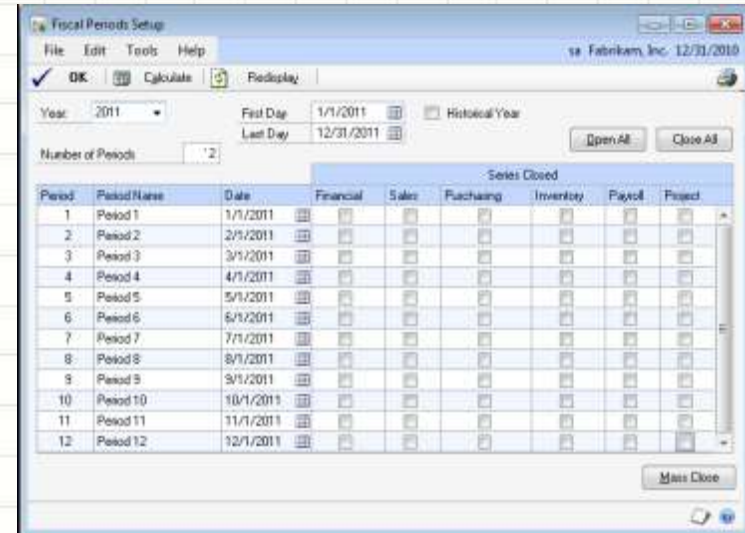 Fiscal Periods Setup
File Edit Tools Help sa Fabrikam, Inc. 12/31/2010
OK Calculate Redisplay
Year: 2011 First Day 1/1/2011 Historical Year
Last Day 12/31/2011 Open All Close All
Number of Periods 12
Series Closed
Period Period Name Date Financial Sales Purchasing Inventory Payroll Project
1 Period 1 1/1/2011
2 Period 2 2/1/2011
3 Period 3 3/1/2011
4 Period 4 4/1/2011
5 Period 5 5/1/2011
6 Period 6 6/1/2011
7 Period 7 7/1/2011
8 Period 8 8/1/2011
9 Period 9 9/1/2011
10 Period 10 10/1/2011
11 Period 11 11/1/2011
12 Period 12 12/1/2011
Mass Close